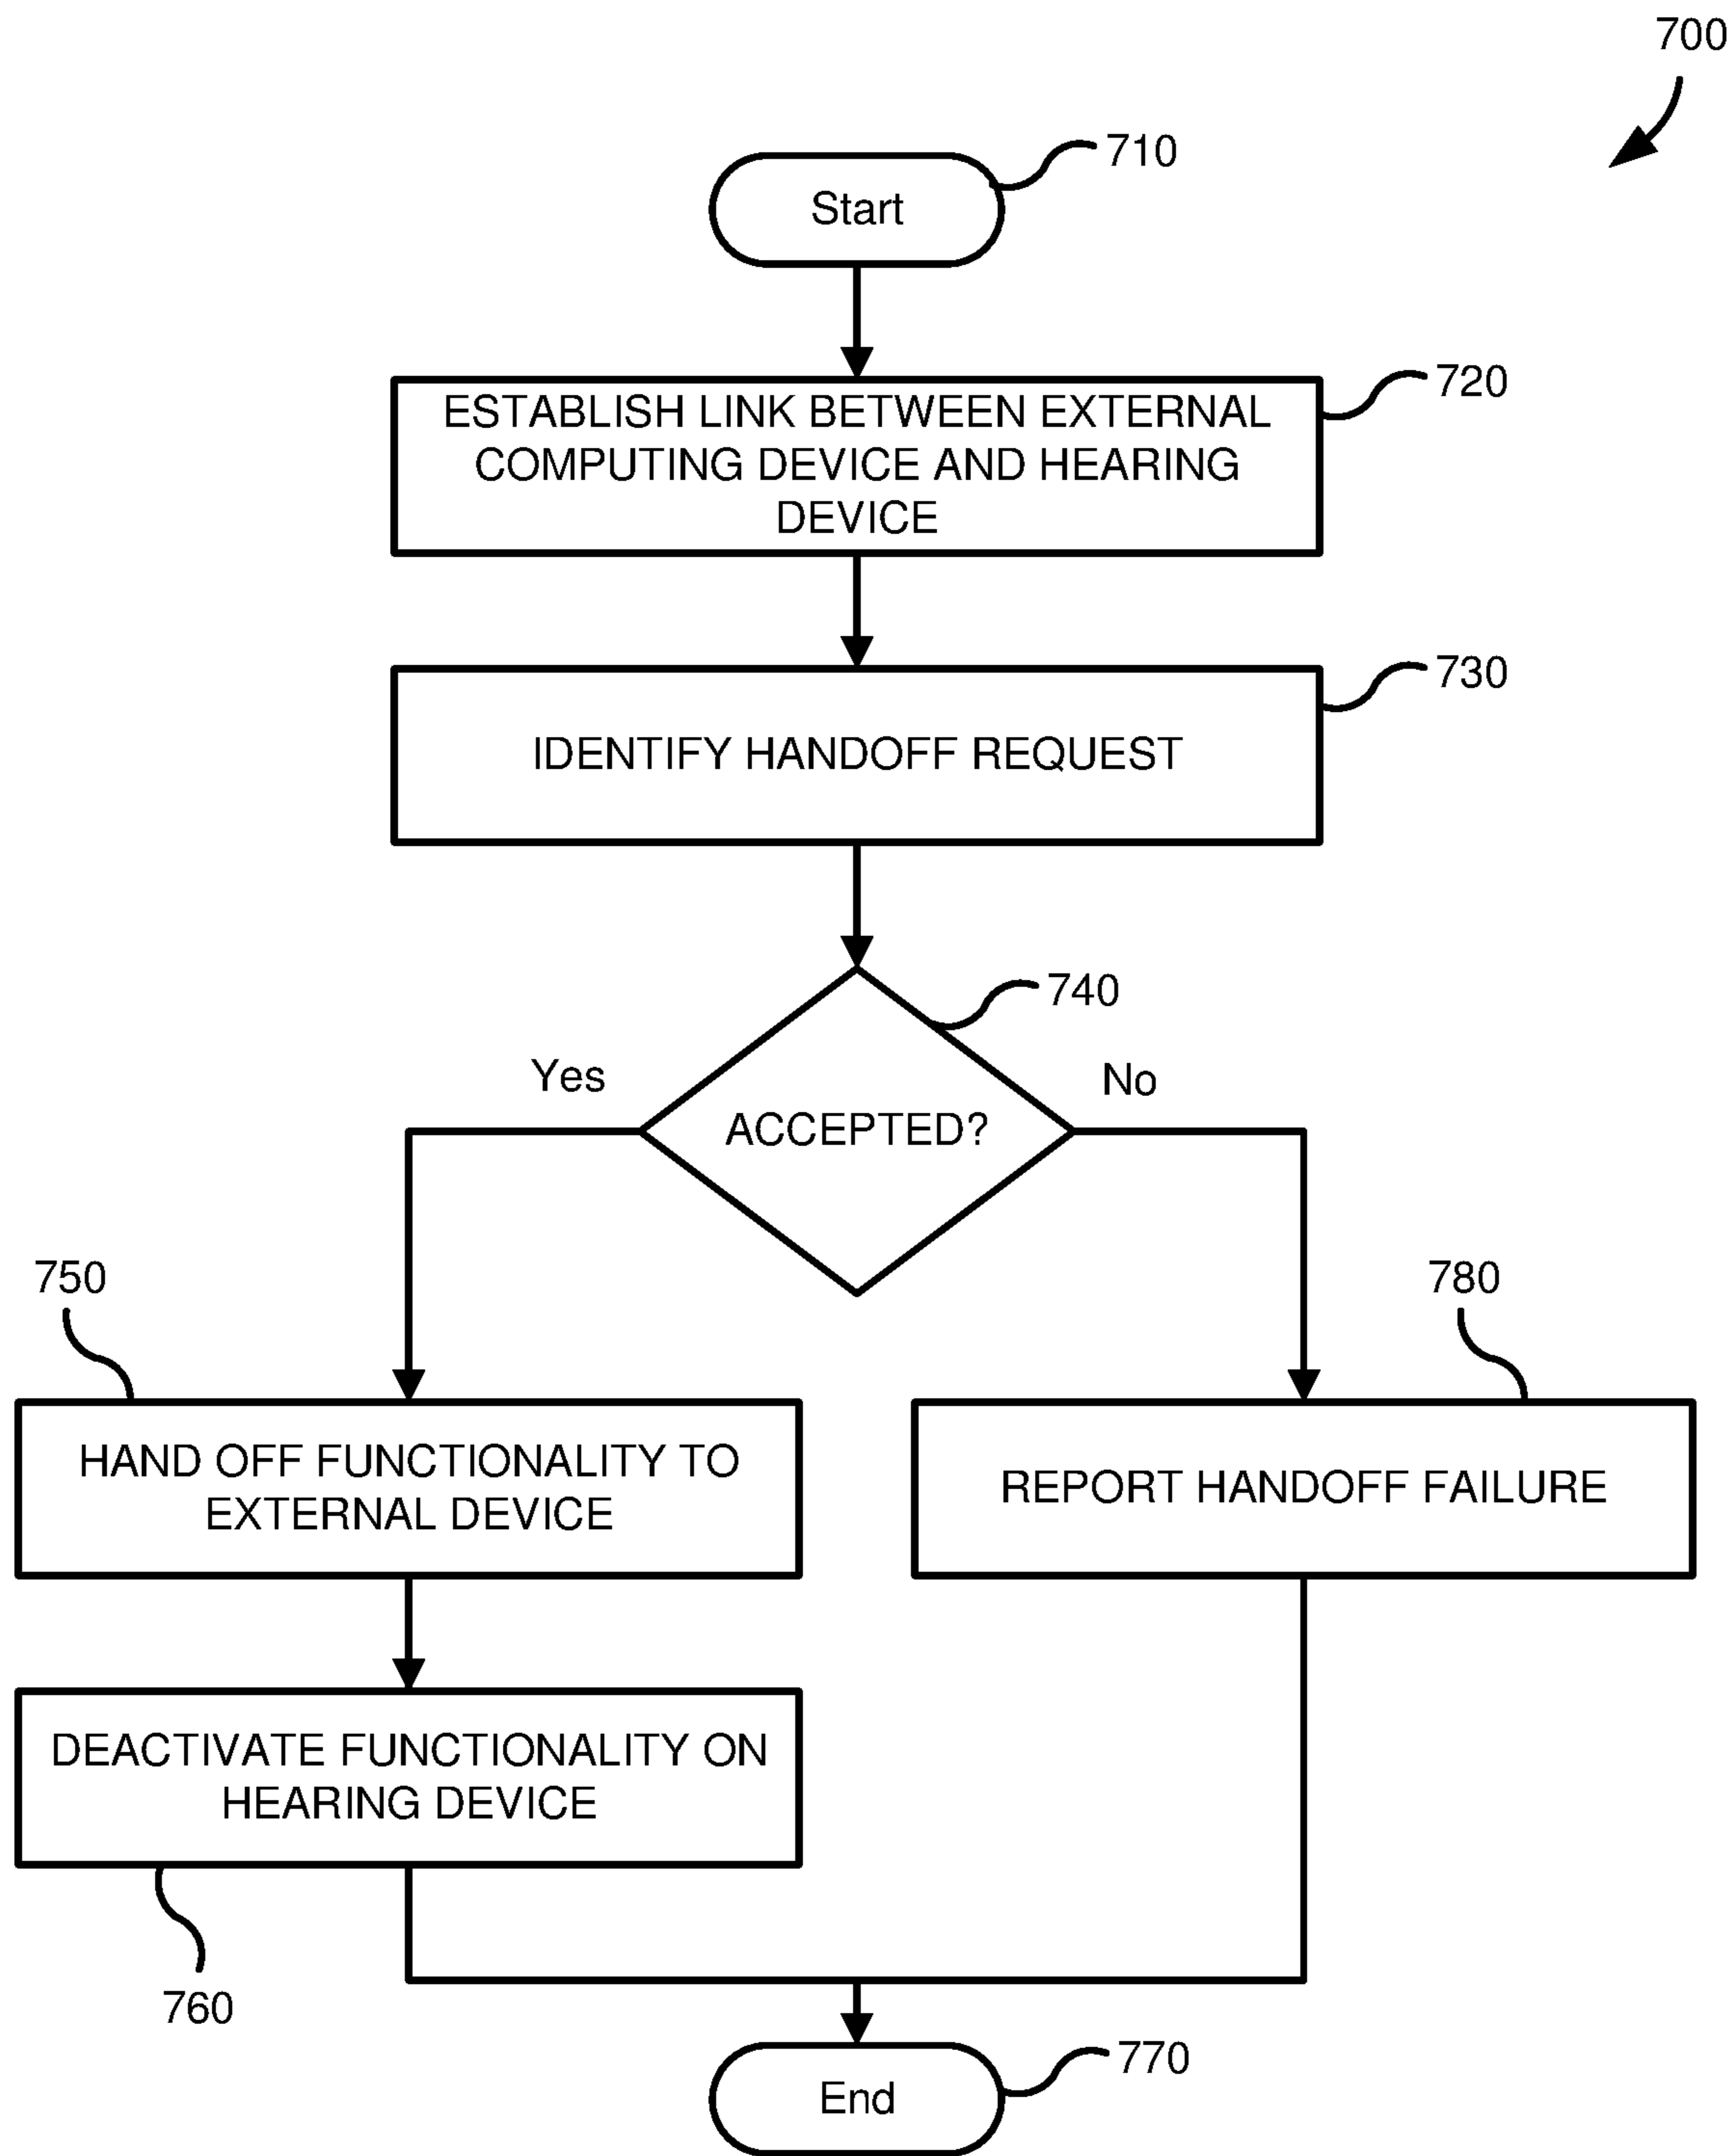 700
710
Start
720
ESTABLISH LINK BETWEEN EXTERNAL
COMPUTING DEVICE AND HEARING
DEVICE
730
IDENTIFY HANDOFF REQUEST
740
Yes
No
ACCEPTED?
750
780
HAND OFF FUNCTIONALITY TO
EXTERNAL DEVICE
REPORT HANDOFF FAILURE
DEACTIVATE FUNCTIONALITY ON
HEARING DEVICE
760
770
End